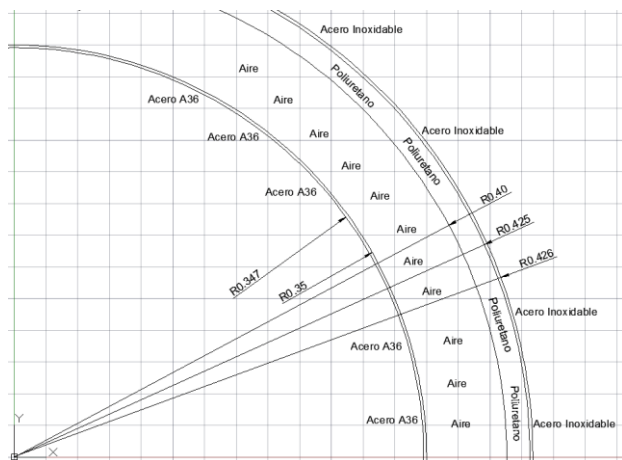 Acero Inoxidable
Aire
Poliuretano
Acero A36
Aire
Acero Inoxidable
Aire
Acero A36
Poliuretano
Aire
Acero A36
Aire
R0.40
Aire
R0.425
Aire
R0.347
R0.35
R0.426
Aire
Poliuretano
Acero Inoxidable
Acero A36
Aire
Aire
Y
Poliuretano
Acero A36
Aire
Acero Inoxidable
X